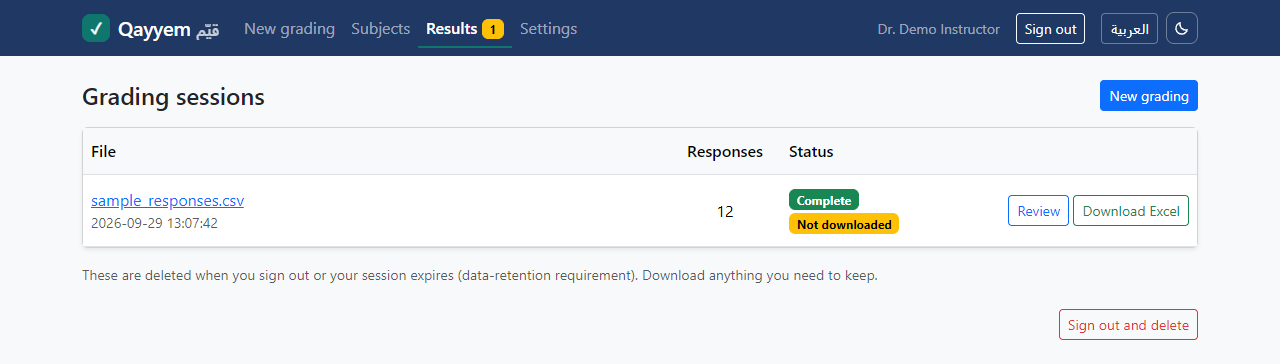 Qayyem قيّم New grading Subjects Results 1 Settings Dr. Demo Instructor Sign out العربية
Grading sessions New grading
File Responses Status
sample_responses.csv 12 Complete Review Download Excel
2026-09-29 13:07:42 Not downloaded
These are deleted when you sign out or your session expires (data-retention requirement). Download anything you need to keep.
Sign out and delete